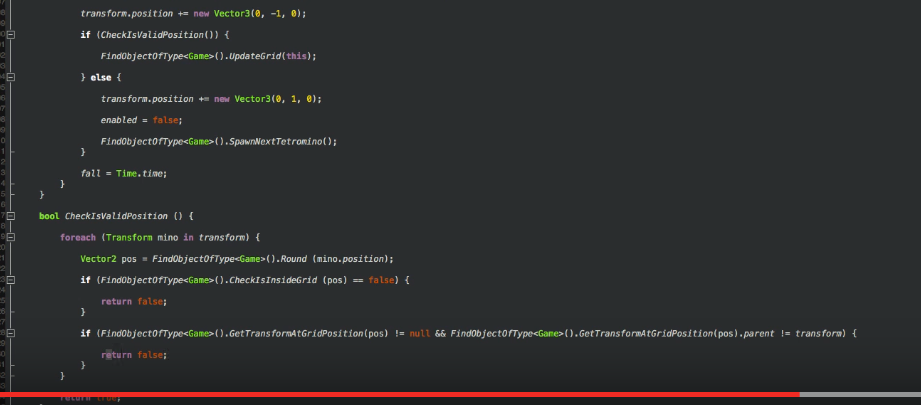 transform.position += new Vector3(0, -1, 0);
if (CheckIsValidPosition()) {
FindObjectOfType<Game>().UpdateGrid(this);
} else {
transform.position += new Vector3(0, 1, 0);
enabled = false;
FindObjectOfType<Game>().SpawnNextTetromino();
}
fall = Time.time;
}
}
bool CheckIsValidPosition () {
foreach (Transform mino in transform) {
Vector2 pos = FindObjectOfType<Game>().Round (mino.position);
if (FindObjectOfType<Game>().CheckIsInsideGrid (pos) == false) {
return false;
}
if (FindObjectOfType<Game>().GetTransformAtGridPosition(pos) != null && FindObjectOfType<Game>().GetTransformAtGridPosition(pos).parent != transform) {
return false;
}
}
return true;